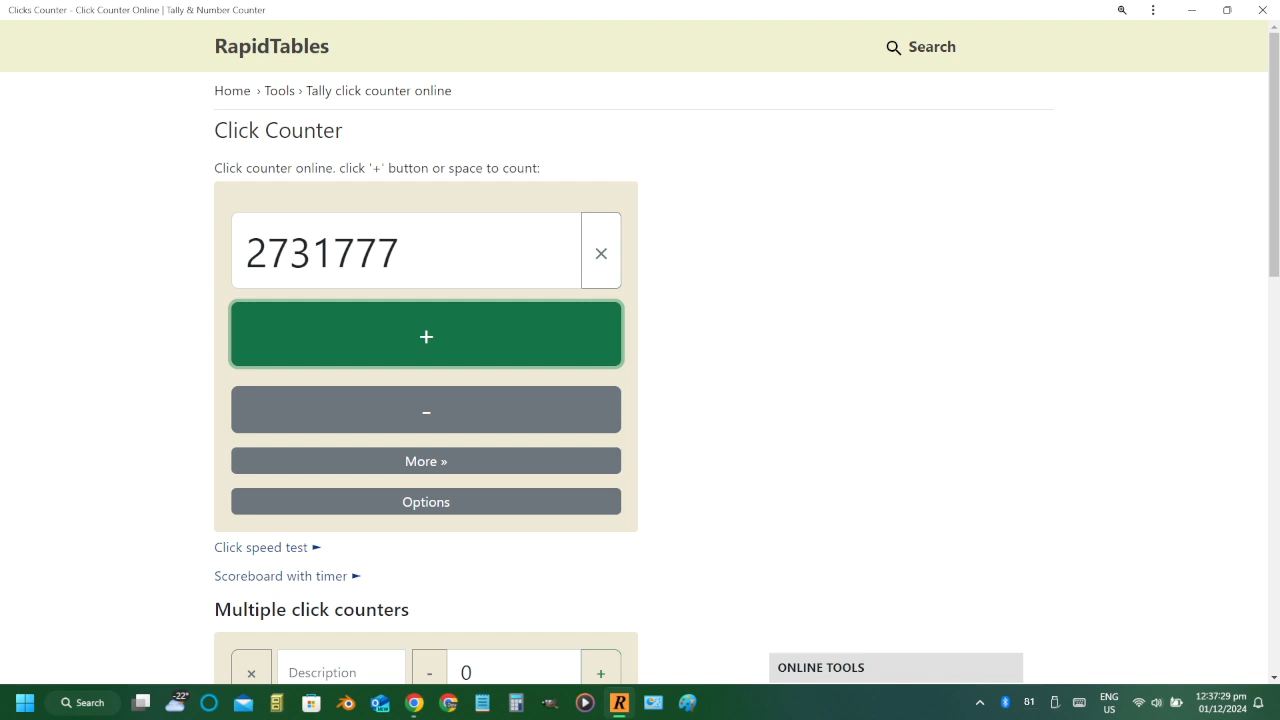 Clicks Counter - Click Counter Online | Tally & Number Counter
RapidTables
Search
Home › Tools › Tally click counter online
Click Counter
Click counter online. click '+' button or space to count:
2731777
×
+
-
More »
Options
Click speed test ►
Scoreboard with timer ►
Multiple click counters
× Description - 0 +
ONLINE TOOLS
-22°
Search
NEW
81
ENG
US
12:37:29 pm
01/12/2024